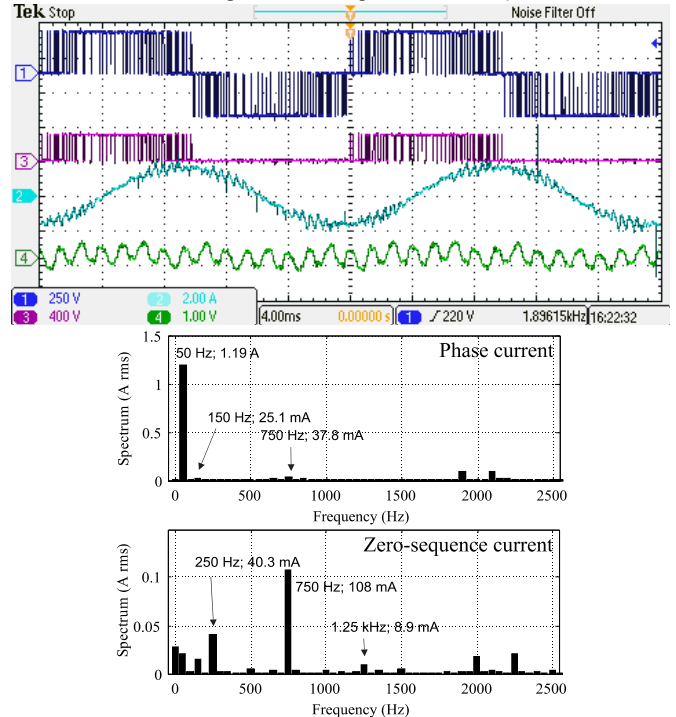 Tek Stop Noise Filter Off
1
3
2
4
1 250 V 2 2.00 A
3 400 V 4 1.00 V
4.00ms 0.00000 s 1 220 V 1.89615kHz 16:22:32
Phase current
1.5
50 Hz; 1.19 A
1
150 Hz; 25.1 mA
750 Hz; 37.8 mA
0.5
0
Spectrum (A rms)
0 500 1000 1500 2000 2500
Frequency (Hz)
Zero-sequence current
250 Hz; 40.3 mA
0.1
750 Hz; 108 mA
1.25 kHz; 8.9 mA
0.05
0
Spectrum (A rms)
0 500 1000 1500 2000 2500
Frequency (Hz)